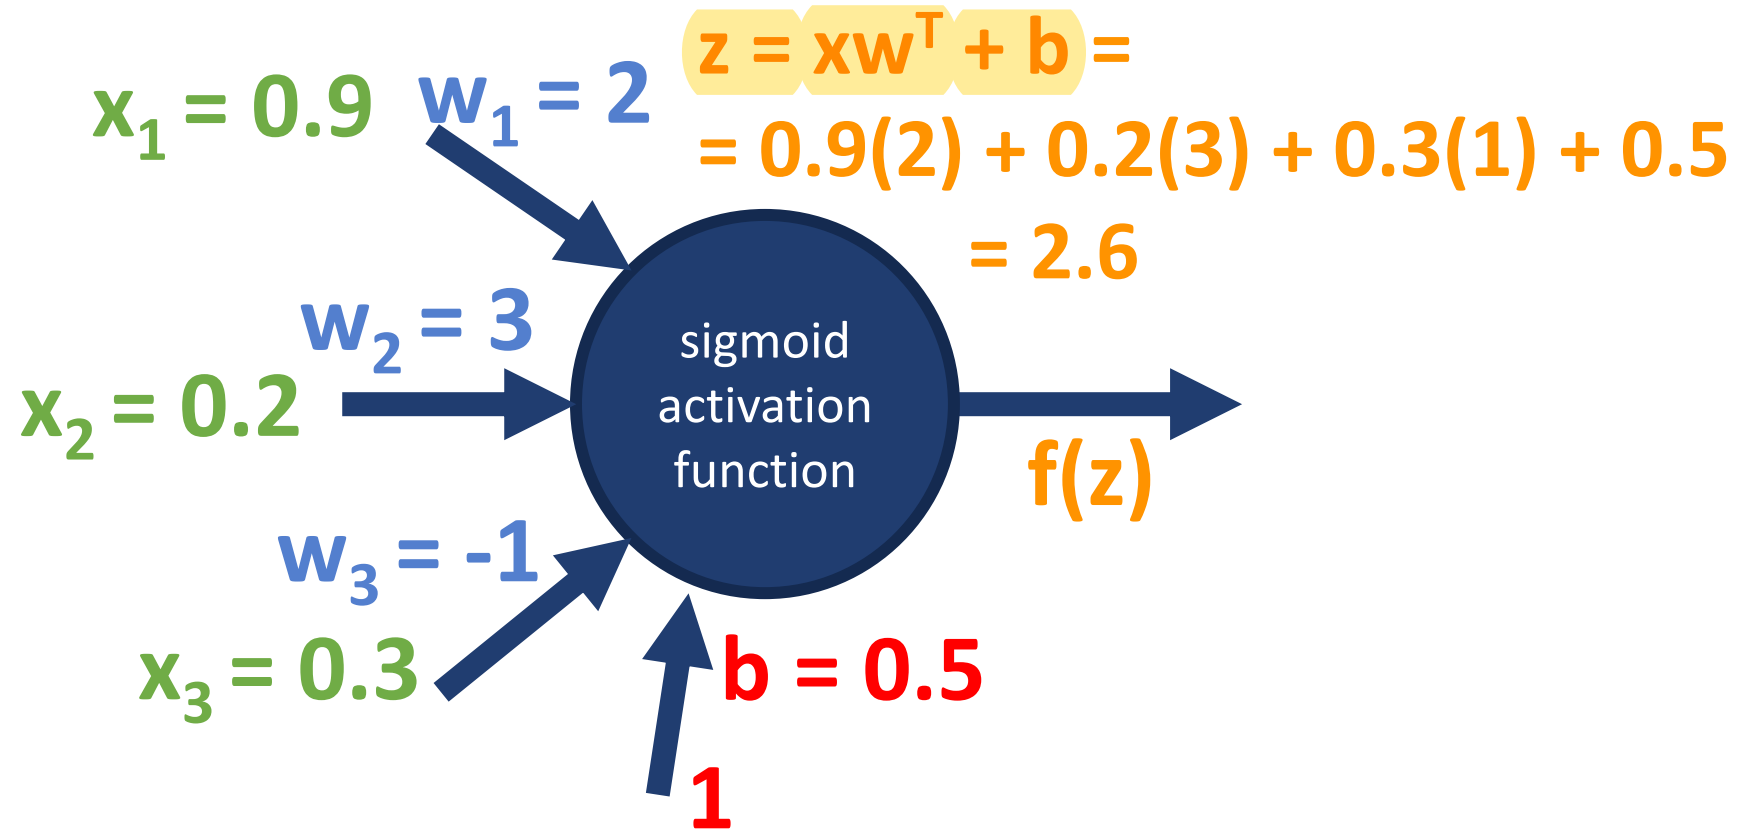 z = xwᵀ + b =
= 0.9(2) + 0.2(3) + 0.3(1) + 0.5
= 2.6
x₁ = 0.9
w₁ = 2
w₂ = 3
x₂ = 0.2
w₃ = -1
x₃ = 0.3
sigmoid
activation
function
f(z)
b = 0.5
1